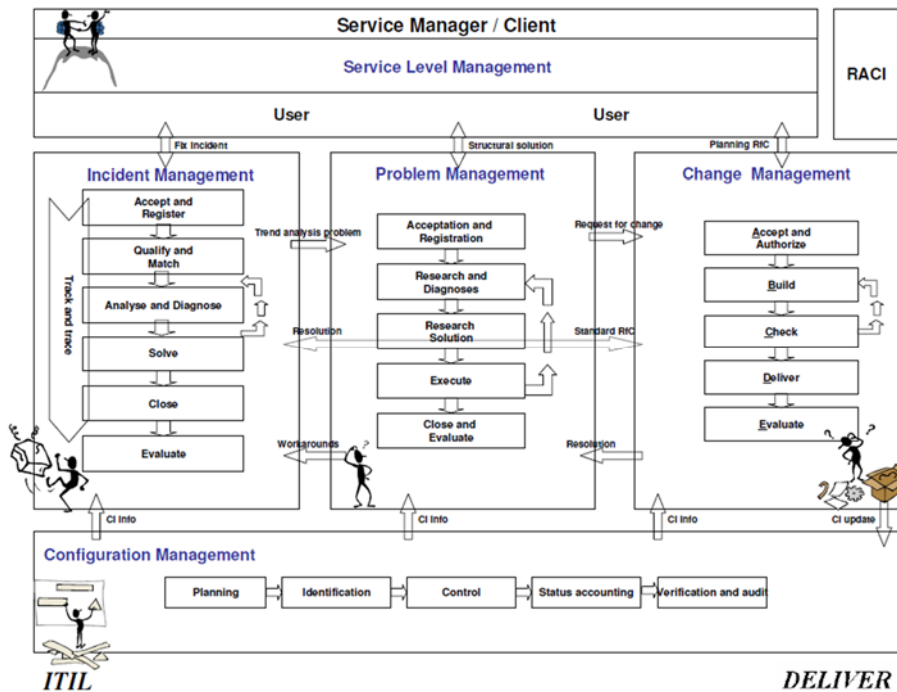 Service Manager / Client
Service Level Management
RACI
User
User
Fix Incident
Structural solution
Planning RfC
Incident Management
Problem Management
Change Management
Accept and
Register
Qualify and
Match
Analyse and Diagnose
Solve
Close
Evaluate
Track and trace
Trend analysis problem
Acceptation and
Registration
Research and
Diagnoses
Research
Solution
Execute
Close and
Evaluate
Request for change
Accept and
Authorize
Build
Check
Deliver
Evaluate
Resolution
Standard RfC
Workarounds
Resolution
CI Info
CI Info
CI Info
CI update
Configuration Management
Planning
Identification
Control
Status accounting
Verification and audit
ITIL
DELIVER